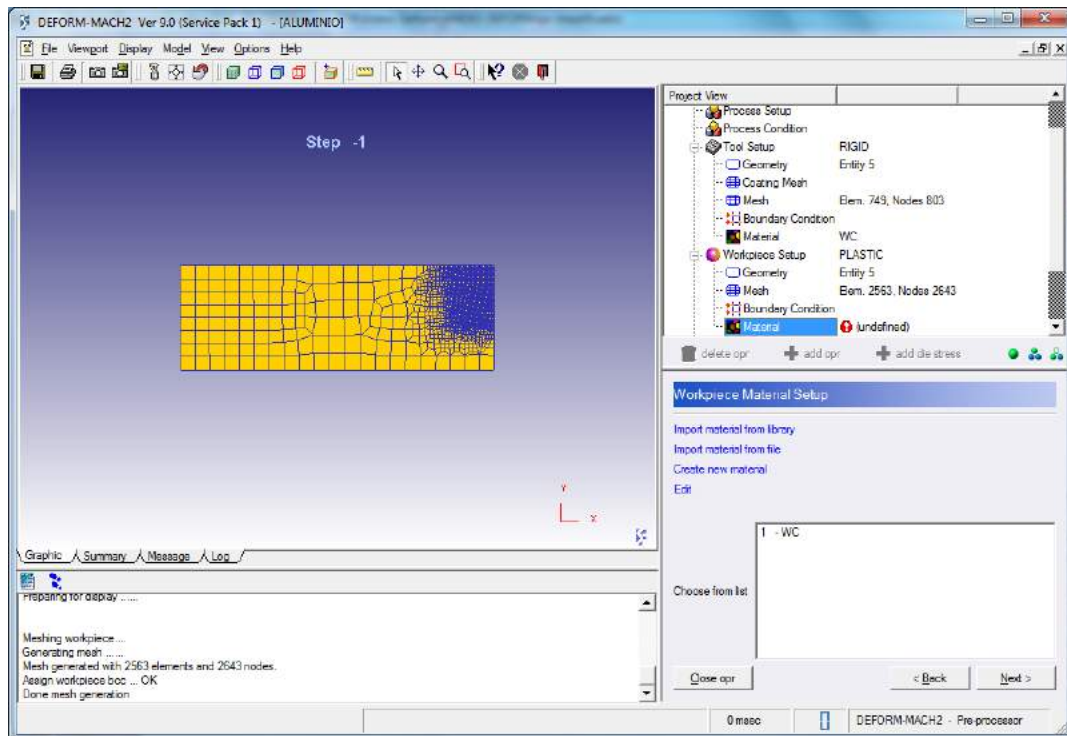 DEFORM-MACH2 Ver 9.0 (Service Pack 1) - [ALUMINIO]
File Viewport Display Model View Options Help
Step -1
Y
X
Graphic Summary Message Log
Preparing for display ......
Meshing workpiece ...
Generating mesh ......
Mesh generated with 2563 elements and 2643 nodes.
Assign workpiece bcc ... OK
Done mesh generation
Project View
Process Setup
Process Condition
Tool Setup RIGID
Geometry Entity 5
Coating Mesh
Mesh Elem. 749, Nodes 803
Boundary Condition
Material WC
Workpiece Setup PLASTIC
Geometry Entity 5
Mesh Elem. 2563, Nodes 2643
Boundary Condition
Material (undefined)
delete opr add opr add die stress
Workpiece Material Setup
Import material from library
Import material from file
Create new material
Edit
1 - WC
Choose from list
Close opr < Back Next >
0 msec DEFORM-MACH2 - Pre-processor